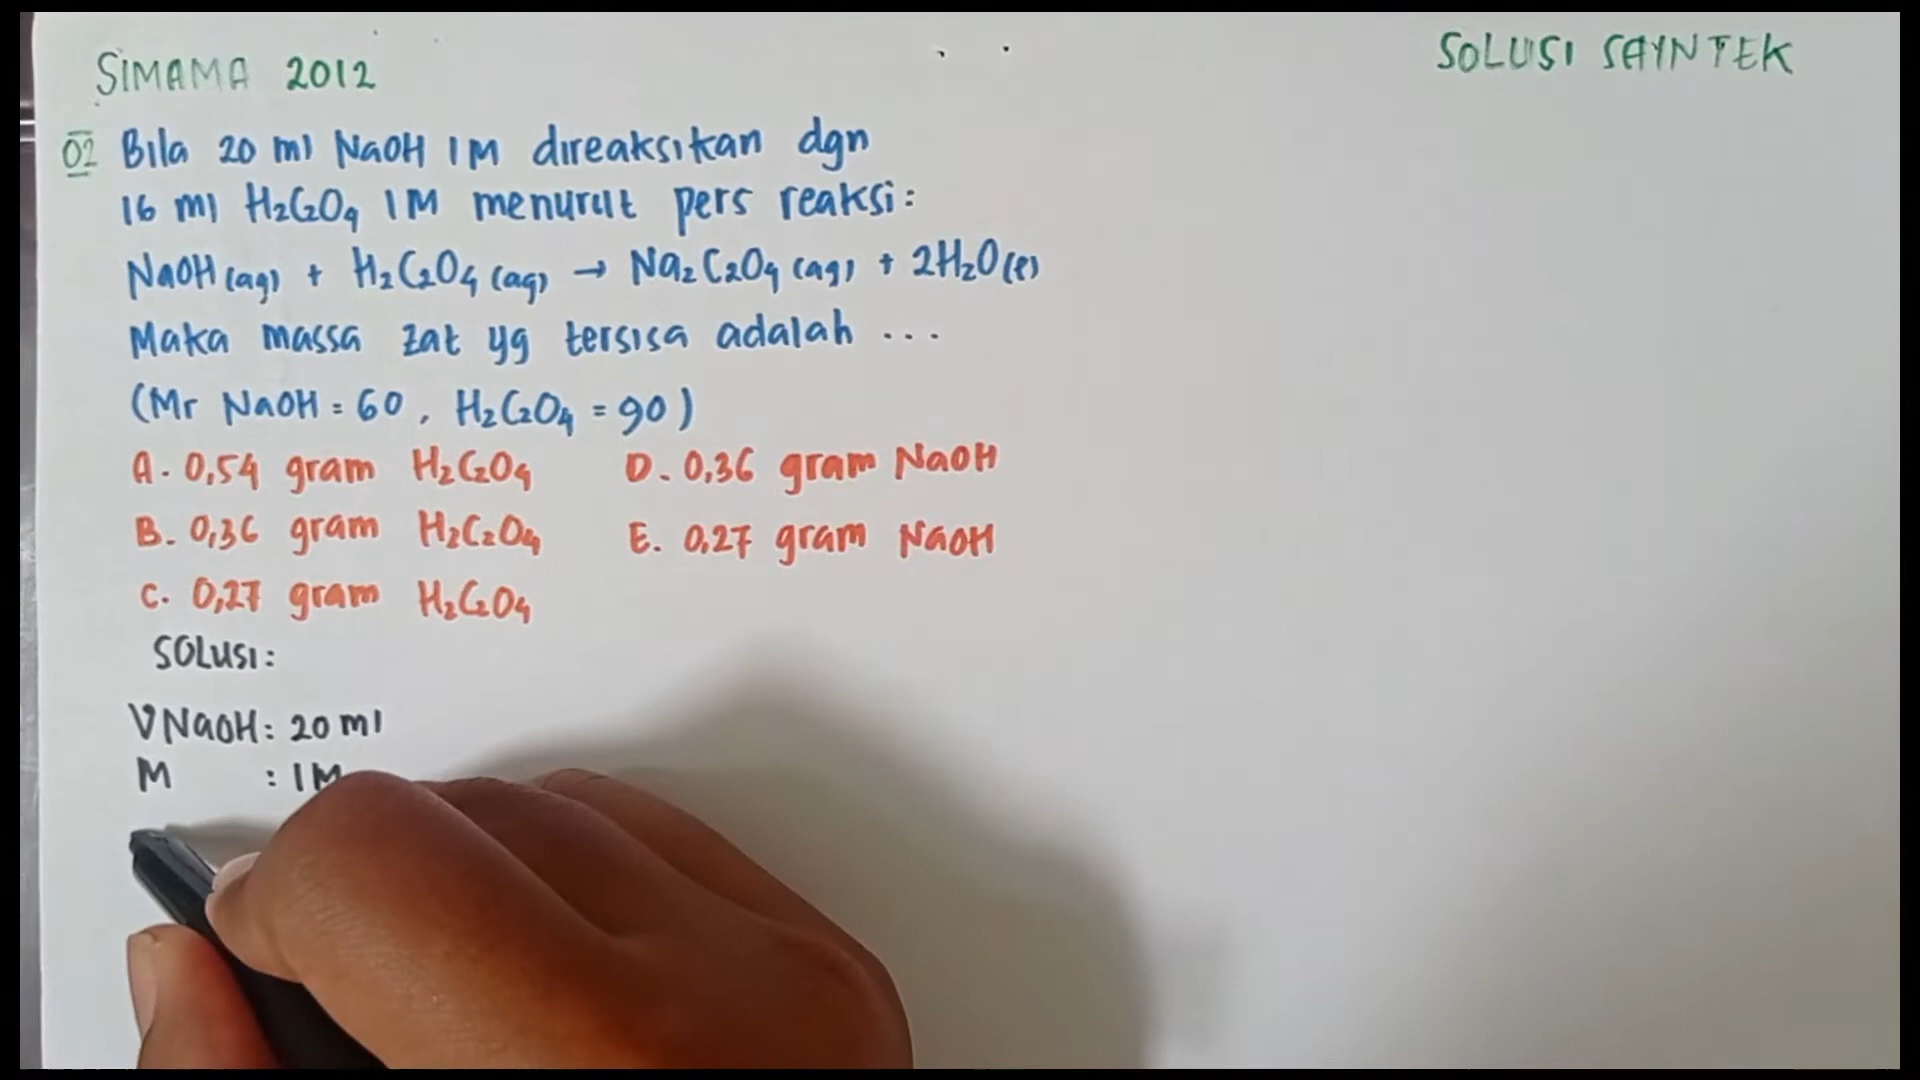 SIMAMA 2012
SOLUSI SAINTEK
02 Bila 20 ml NaOH 1M direaksikan dgn
16 ml H₂C₂O₄ 1M menurut pers reaksi:
NaOH (aq) + H₂C₂O₄ (aq) → Na₂C₂O₄ (aq) + 2H₂O (l)
Maka massa zat yg tersisa adalah ...
(Mr NaOH = 60, H₂C₂O₄ = 90)
A. 0,54 gram H₂C₂O₄
D. 0,36 gram NaOH
B. 0,36 gram H₂C₂O₄
E. 0,27 gram NaOH
C. 0,27 gram H₂C₂O₄
SOLUSI:
V NaOH : 20 ml
M : 1M